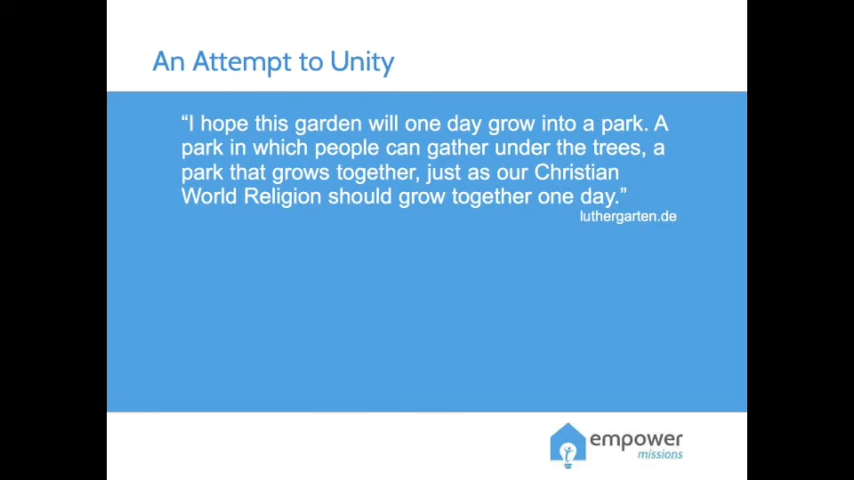 An Attempt to Unity
“I hope this garden will one day grow into a park. A
park in which people can gather under the trees, a
park that grows together, just as our Christian
World Religion should grow together one day.”
luthergarten.de
empower
missions